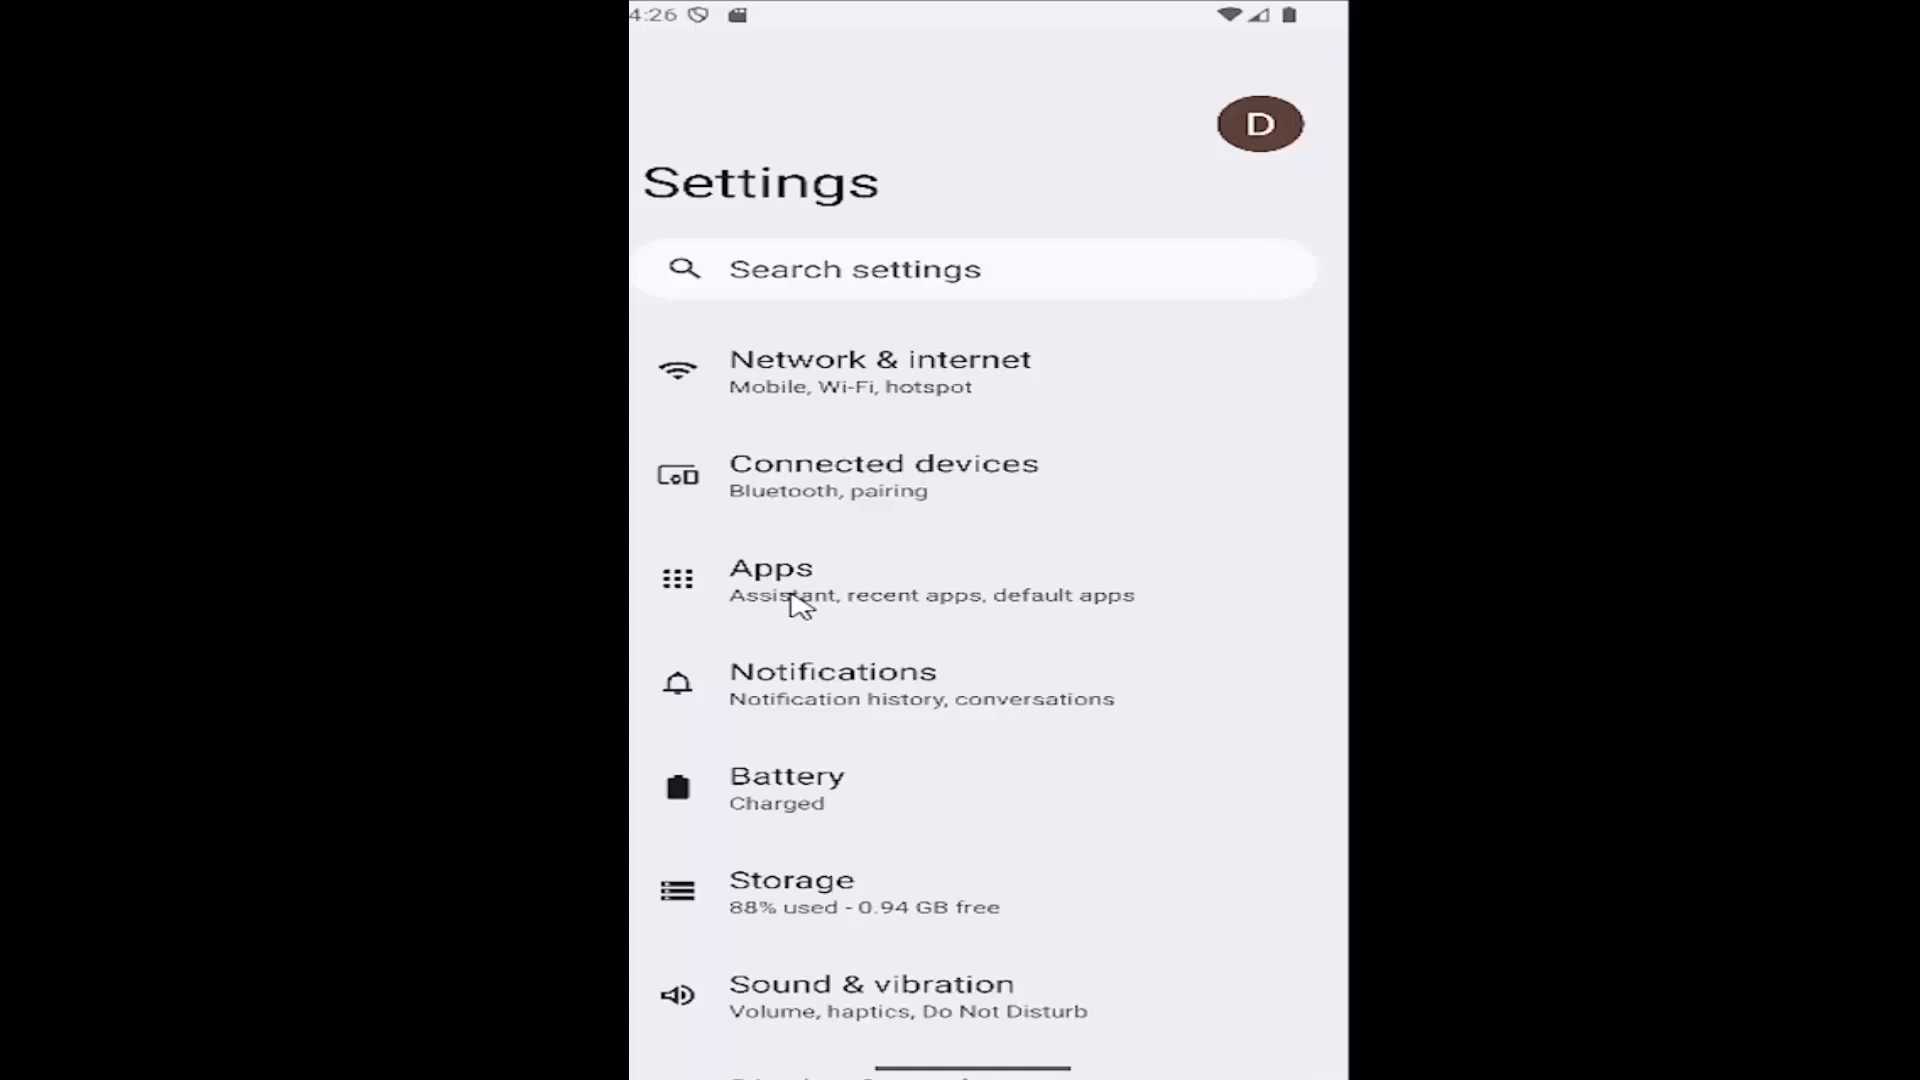 4:26
D
Settings
Search settings
Network & internet
Mobile, Wi-Fi, hotspot
Connected devices
Bluetooth, pairing
Apps
Assistant, recent apps, default apps
Notifications
Notification history, conversations
Battery
Charged
Storage
88% used - 0.94 GB free
Sound & vibration
Volume, haptics, Do Not Disturb